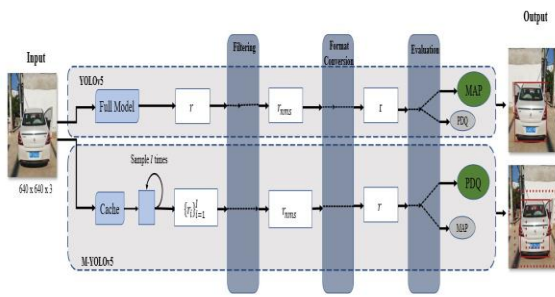 Input
640 x 640 x 3
YOLOv5
Full Model
r
r_nms
t
MAP
PDQ
Filtering
Format
Conversion
Evaluation
Sample I times
Cache
{r_i}_{i=1}^I
r_nms
r
PDQ
MAP
M-YOLOv5
Output